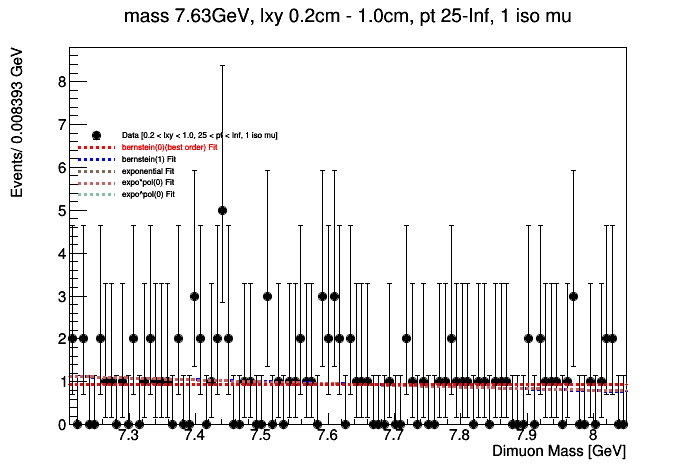 mass 7.63GeV, lxy 0.2cm - 1.0cm, pt 25-Inf, 1 iso mu
Events/ 0.008393 GeV
8
7
6
5
4
3
2
1
0
Data [0.2 < lxy < 1.0, 25 < pt < Inf, 1 iso mu]
bernstein(0)(best order) Fit
bernstein(1) Fit
exponential Fit
expo*pol(0) Fit
expo^pol(0) Fit
7.3 7.4 7.5 7.6 7.7 7.8 7.9 8
Dimuon Mass [GeV]